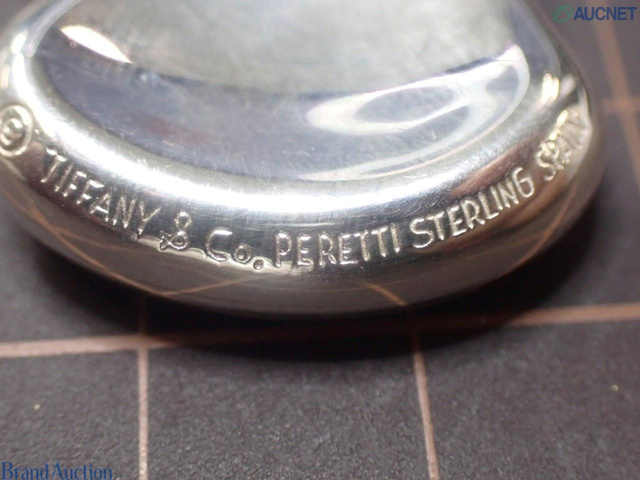 AUCNET
© TIFFANY & Co. PERETTI STERLING SPAIN
Brand Auction